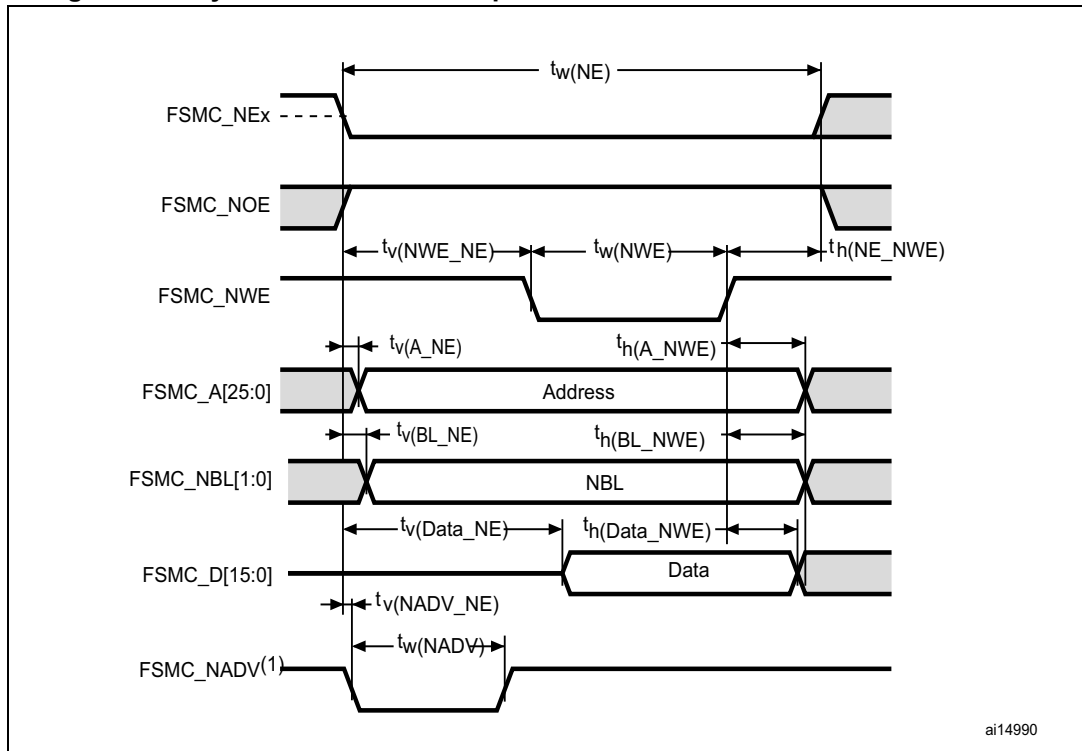 tw(NE)
FSMC_NEx
FSMC_NOE
tv(NWE_NE)
tw(NWE)
th(NE_NWE)
FSMC_NWE
tv(A_NE)
th(A_NWE)
FSMC_A[25:0]
Address
tv(BL_NE)
th(BL_NWE)
FSMC_NBL[1:0]
NBL
tv(Data_NE)
th(Data_NWE)
FSMC_D[15:0]
Data
tv(NADV_NE)
tw(NADV)
FSMC_NADV(1)
ai14990